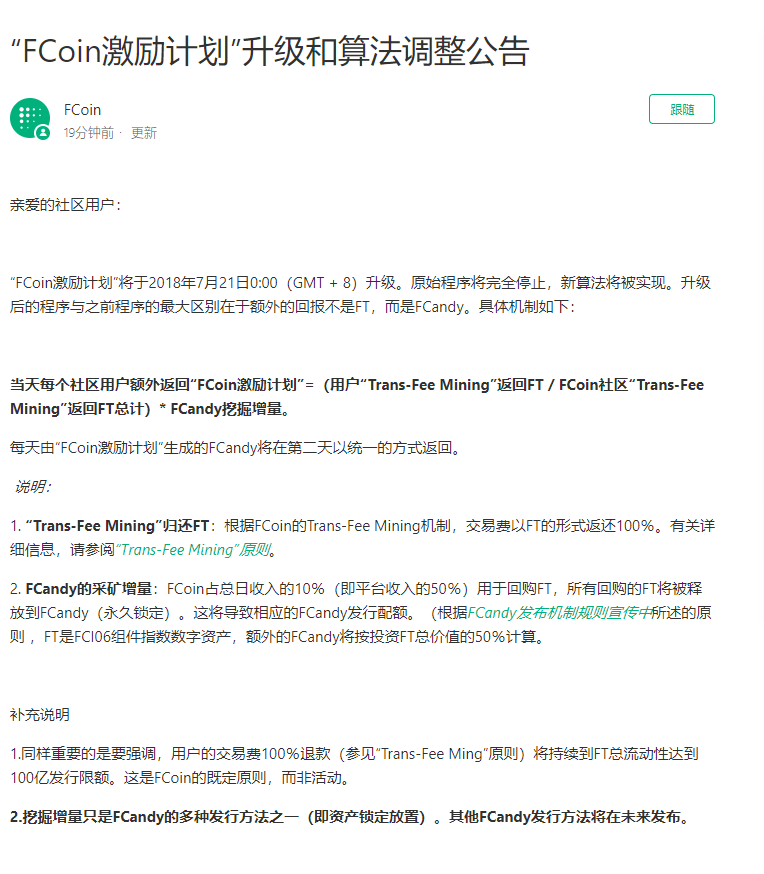 “FCoin激励计划”升级和算法调整公告
FCoin
跟随
19分钟前 · 更新
亲爱的社区用户：
“FCoin激励计划”将于2018年7月21日0:00（GMT + 8）升级。原始程序将完全停止，新算法将被实现。升级
后的程序与之前程序的最大区别在于额外的回报不是FT，而是FCandy。具体机制如下：
当天每个社区用户额外返回“FCoin激励计划”=（用户“Trans-Fee Mining”返回FT / FCoin社区“Trans-Fee
Mining”返回FT总计）* FCandy挖掘增量。
每天由“FCoin激励计划”生成的FCandy将在第二天以统一的方式返回。
说明：
1. “Trans-Fee Mining”归还FT：根据FCoin的Trans-Fee Mining机制，交易费以FT的形式返还100%。有关详
细信息，请参阅“Trans-Fee Mining”原则。
2. FCandy的采矿增量：FCoin占总日收入的10%（即平台收入的50%）用于回购FT，所有回购的FT将被释
放到FCandy（永久锁定）。这将导致相应的FCandy发行配额。（根据FCandy发布机制规则宣传中所述的原
则 ，FT是FCI06组件指数数字资产，额外的FCandy将按投资FT总价值的50%计算。
补充说明
1.同样重要的是要强调，用户的交易费100%退款（参见“Trans-Fee Ming”原则）将持续到FT总流动性达到
100亿发行限额。这是FCoin的既定原则，而非活动。
2.挖掘增量只是FCandy的多种发行方法之一（即资产锁定放置）。其他FCandy发行方法将在未来发布。